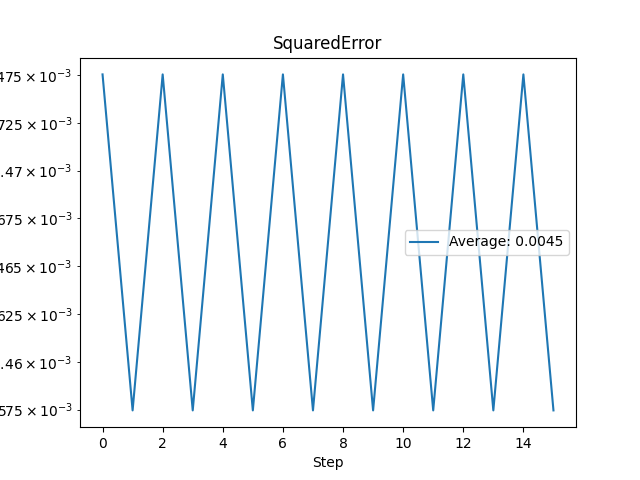 SquaredError
475 × 10⁻³
725 × 10⁻³
.47 × 10⁻³
675 × 10⁻³
465 × 10⁻³
625 × 10⁻³
.46 × 10⁻³
575 × 10⁻³
Average: 0.0045
0 2 4 6 8 10 12 14
Step